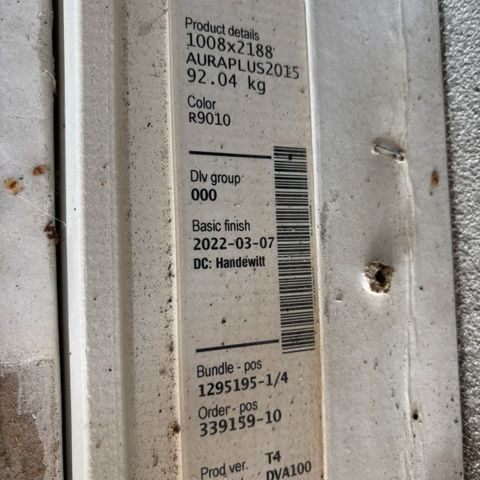 Product details
1008x2188
AURAPLUS2015
92.04 kg
Color
R9010
Dlv group
000
Basic finish
2022-03-07
DC: Handewitt
Bundle - pos
1295195-1/4
Order - pos
339159-10
Prod ver. T4
DVA100